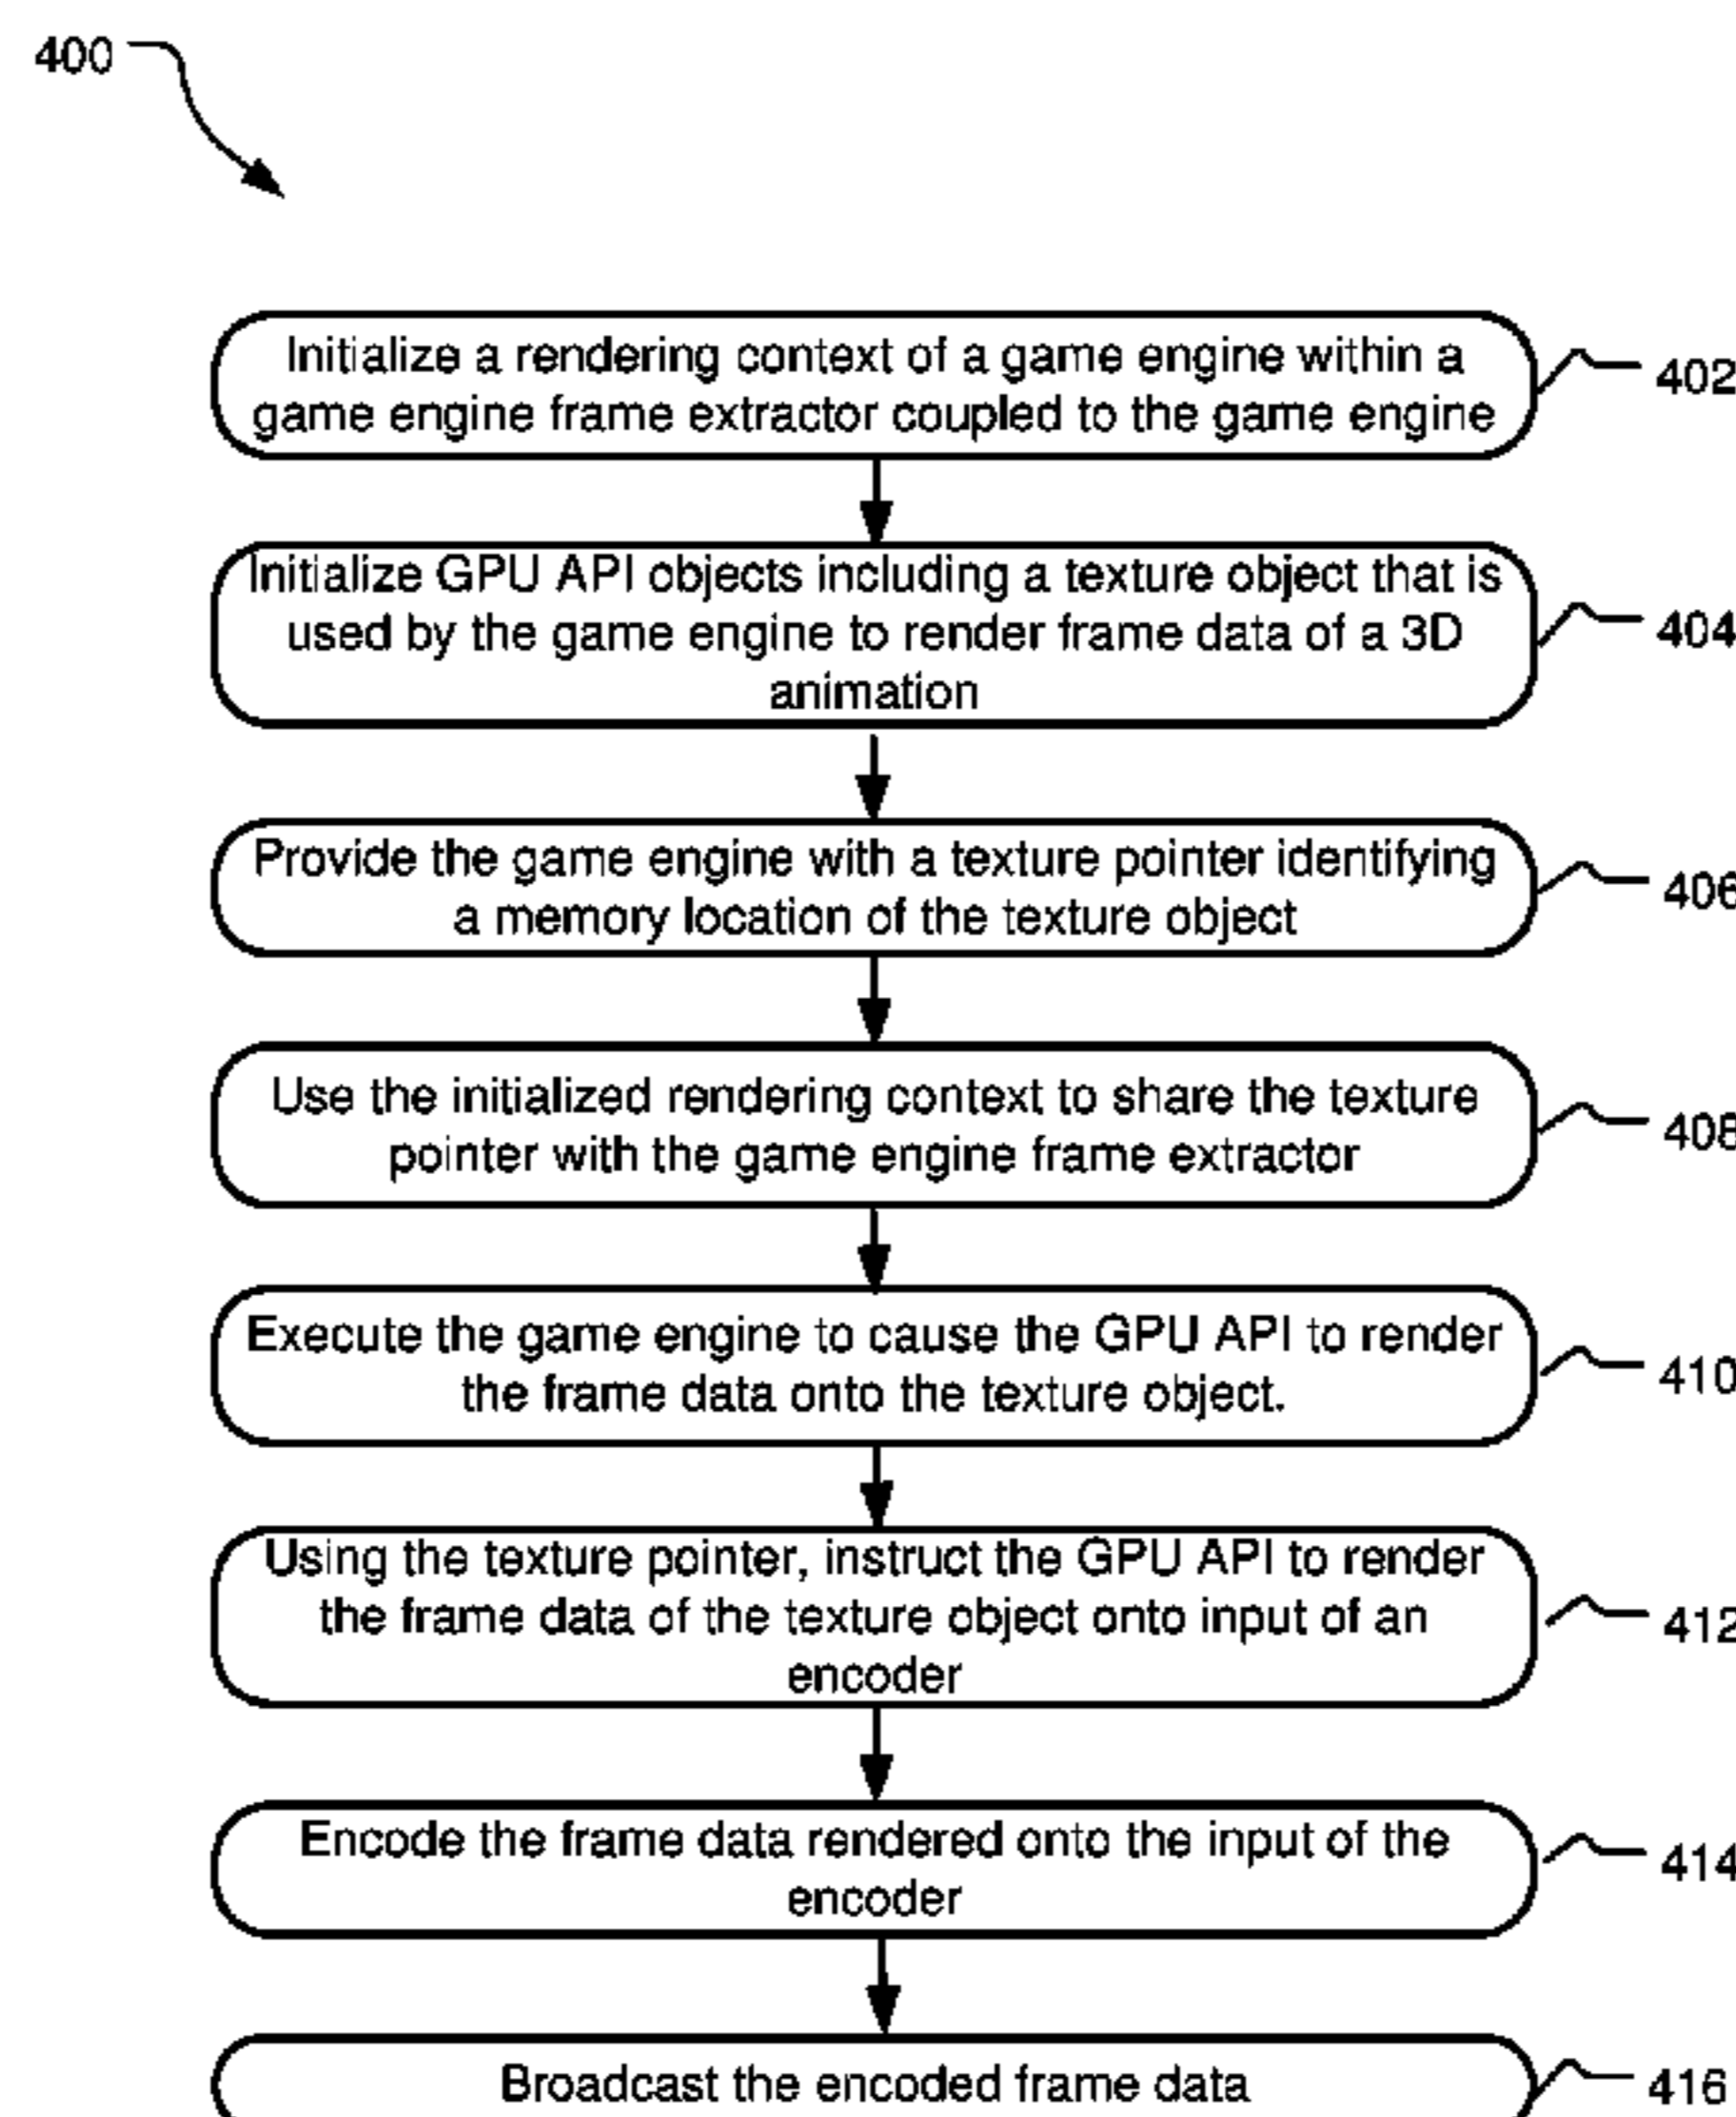 400
Initialize a rendering context of a game engine within a
game engine frame extractor coupled to the game engine
402
Initialize GPU API objects including a texture object that is
used by the game engine to render frame data of a 3D
animation
404
Provide the game engine with a texture pointer identifying
a memory location of the texture object
406
Use the initialized rendering context to share the texture
pointer with the game engine frame extractor
408
Execute the game engine to cause the GPU API to render
the frame data onto the texture object.
410
Using the texture pointer, instruct the GPU API to render
the frame data of the texture object onto input of an
encoder
412
Encode the frame data rendered onto the input of the
encoder
414
Broadcast the encoded frame data
416